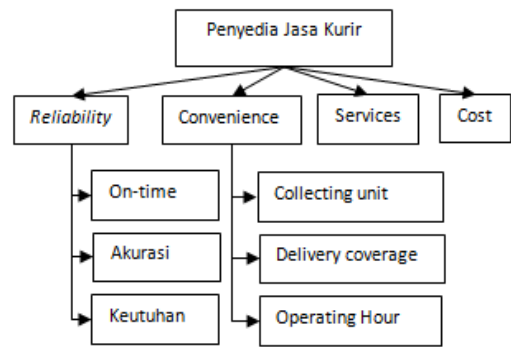 Penyedia Jasa Kurir
Reliability
Convenience
Services
Cost
On-time
Collecting unit
Akurasi
Delivery coverage
Keutuhan
Operating Hour